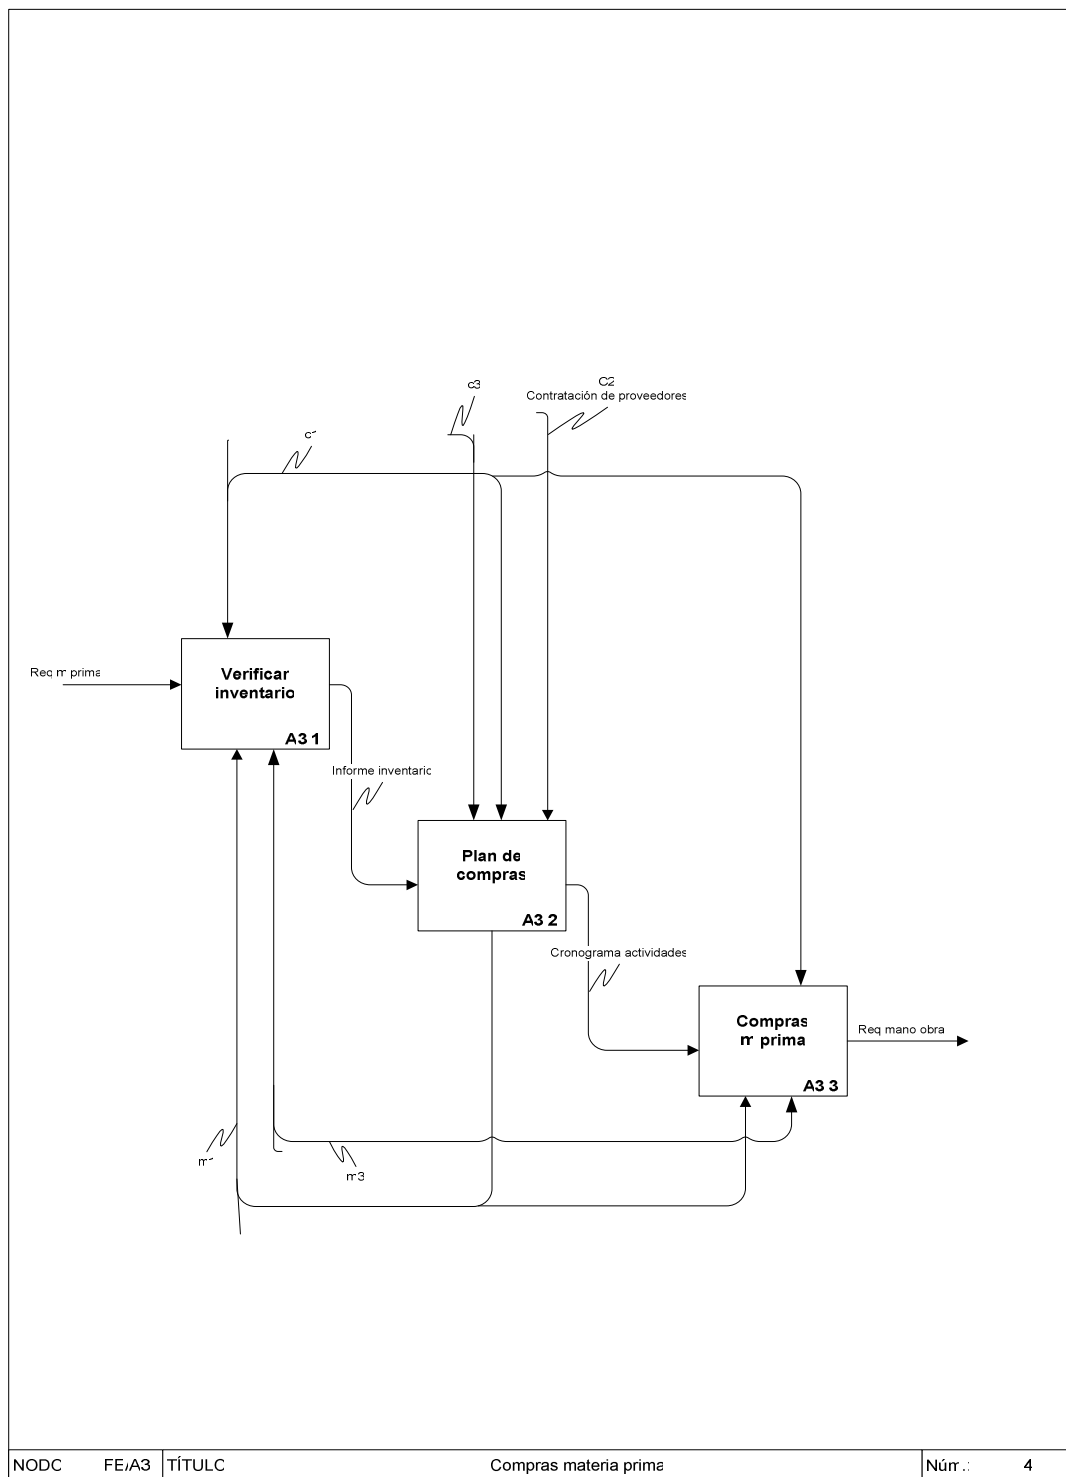 c3
C2
Contratación de proveedores
Req m prima
Verificar
inventario
A3 1
Informe inventario
Plan de
compras
A3 2
Cronograma actividades
Compras
m prima
A3 3
Req mano obra
m3
NODO FE/A3 TÍTULO Compras materia prima Núm.: 4